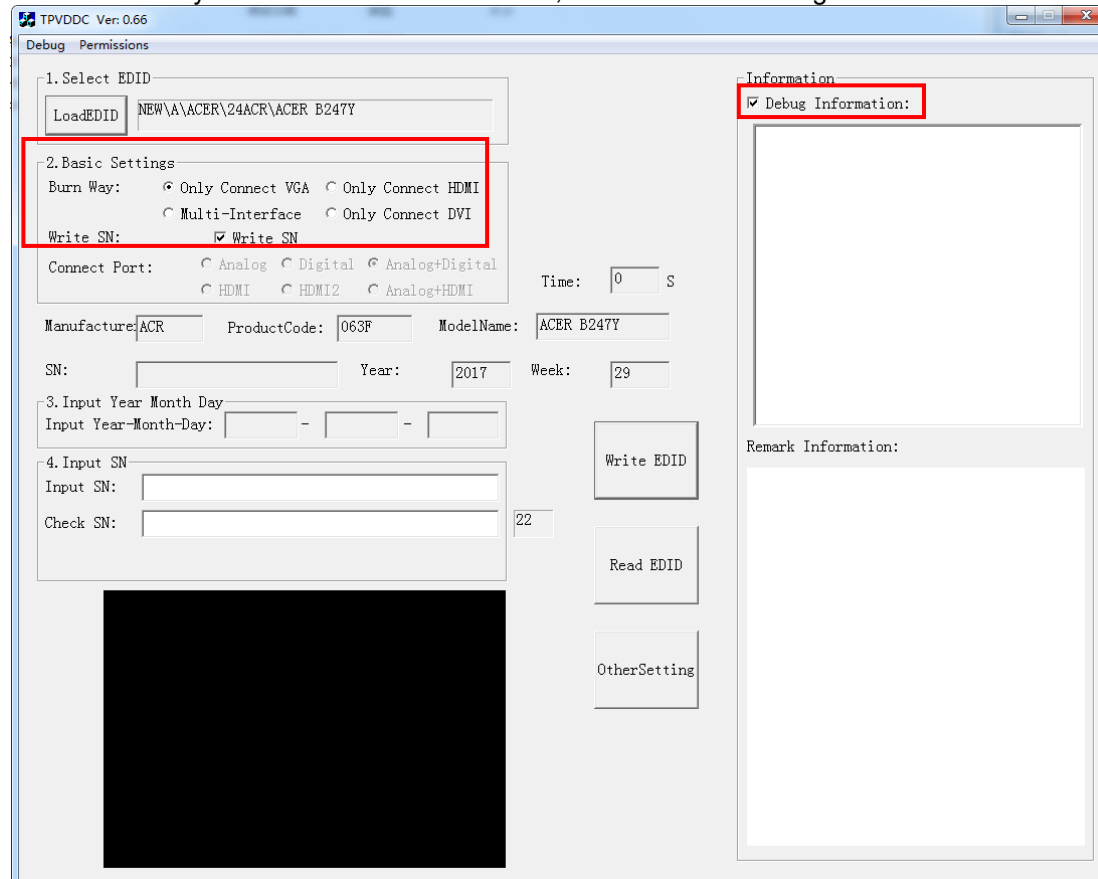 TPVDDC Ver: 0.66
Debug Permissions
1.Select EDID
LoadEDID NEW\A\ACER\24ACR\ACER B247Y
2.Basic Settings
Burn Way: Only Connect VGA Only Connect HDMI
Multi-Interface Only Connect DVI
Write SN: Write SN
Connect Port: Analog Digital Analog+Digital
HDMI HDMI2 Analog+HDMI
Time: 0 S
Manufacture: ACR ProductCode: 063F ModelName: ACER B247Y
SN: Year: 2017 Week: 29
3.Input Year Month Day
Input Year-Month-Day: - -
4.Input SN
Input SN:
Check SN: 22
Write EDID
Read EDID
OtherSetting
Information
Debug Information:
Remark Information: